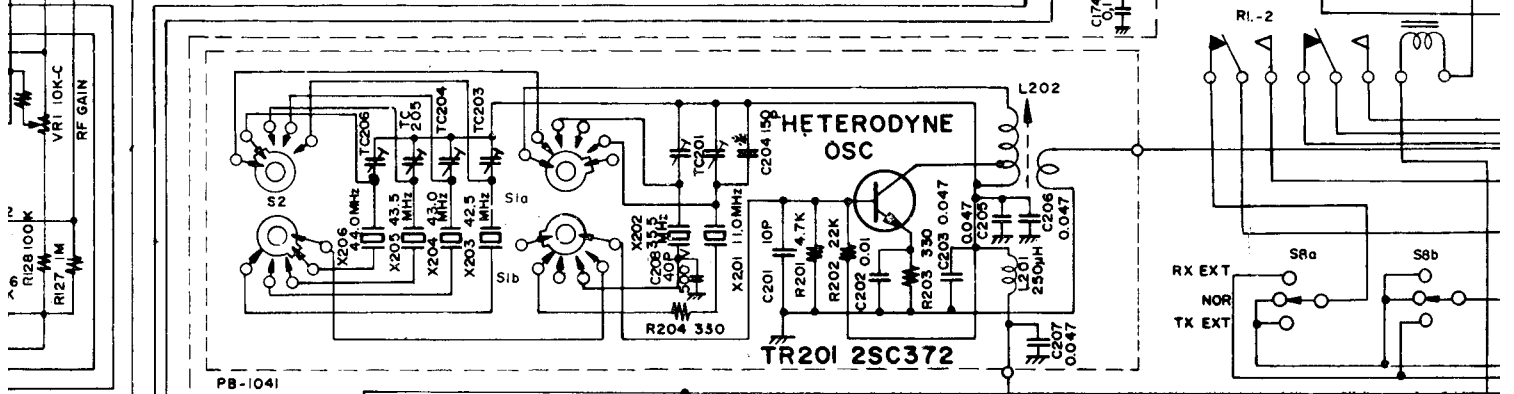 C174
0.1
RL-2
VR1 10K-C
RF GAIN
TC206
TC
205
TC204
TC203
L202
HETERODYNE
OSC
TC201
C204 150P
S2
S1a
S1b
X206
44.0MHz
X205 43.5
MHz
X204 43.0
MHz
X203 42.5
MHz
X202
35.5
MHz
C208
40P
500V
X201 11.0MHz
C201 10P
R201 4.7K
R202 22K
C202 0.01
R203 330
C203 0.047
0.047
C205
C206
0.047
L201
250μH
R128 100K
R127 1M
R204 330
C207
0.047
TR201 2SC372
PB-1041
S8a
S8b
RX EXT
NOR
TX EXT